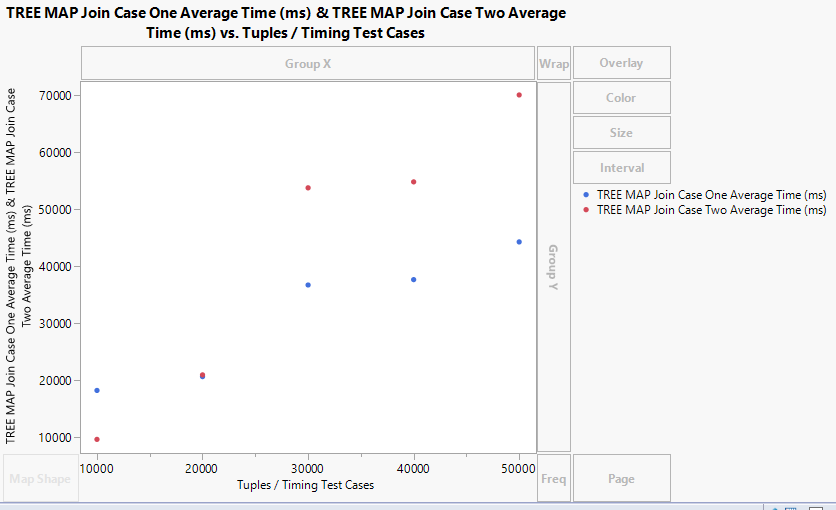 TREE MAP Join Case One Average Time (ms) & TREE MAP Join Case Two Average
Time (ms) vs. Tuples / Timing Test Cases
Group X
Wrap
Overlay
Color
Size
Interval
TREE MAP Join Case One Average Time (ms)
TREE MAP Join Case Two Average Time (ms)
TREE MAP Join Case One Average Time (ms) & TREE MAP Join Case
Two Average Time (ms)
70000
60000
50000
40000
30000
20000
10000
Group Y
10000
20000
30000
40000
50000
Tuples / Timing Test Cases
Map Shape
Freq
Page